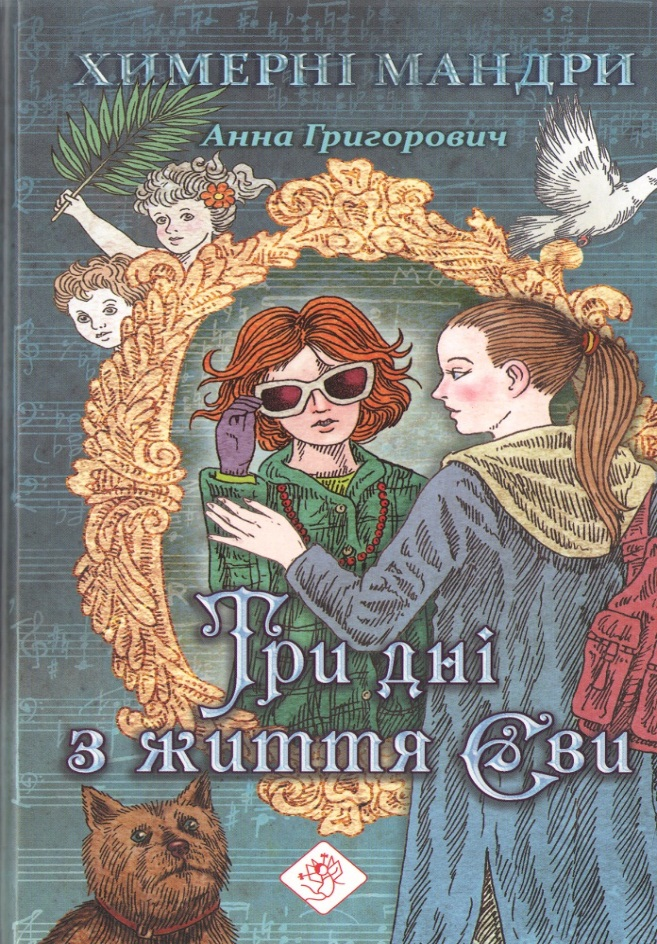 ХИМЕРНІ МАНДРИ
Анна Григорович
Три дні
з життя Єви